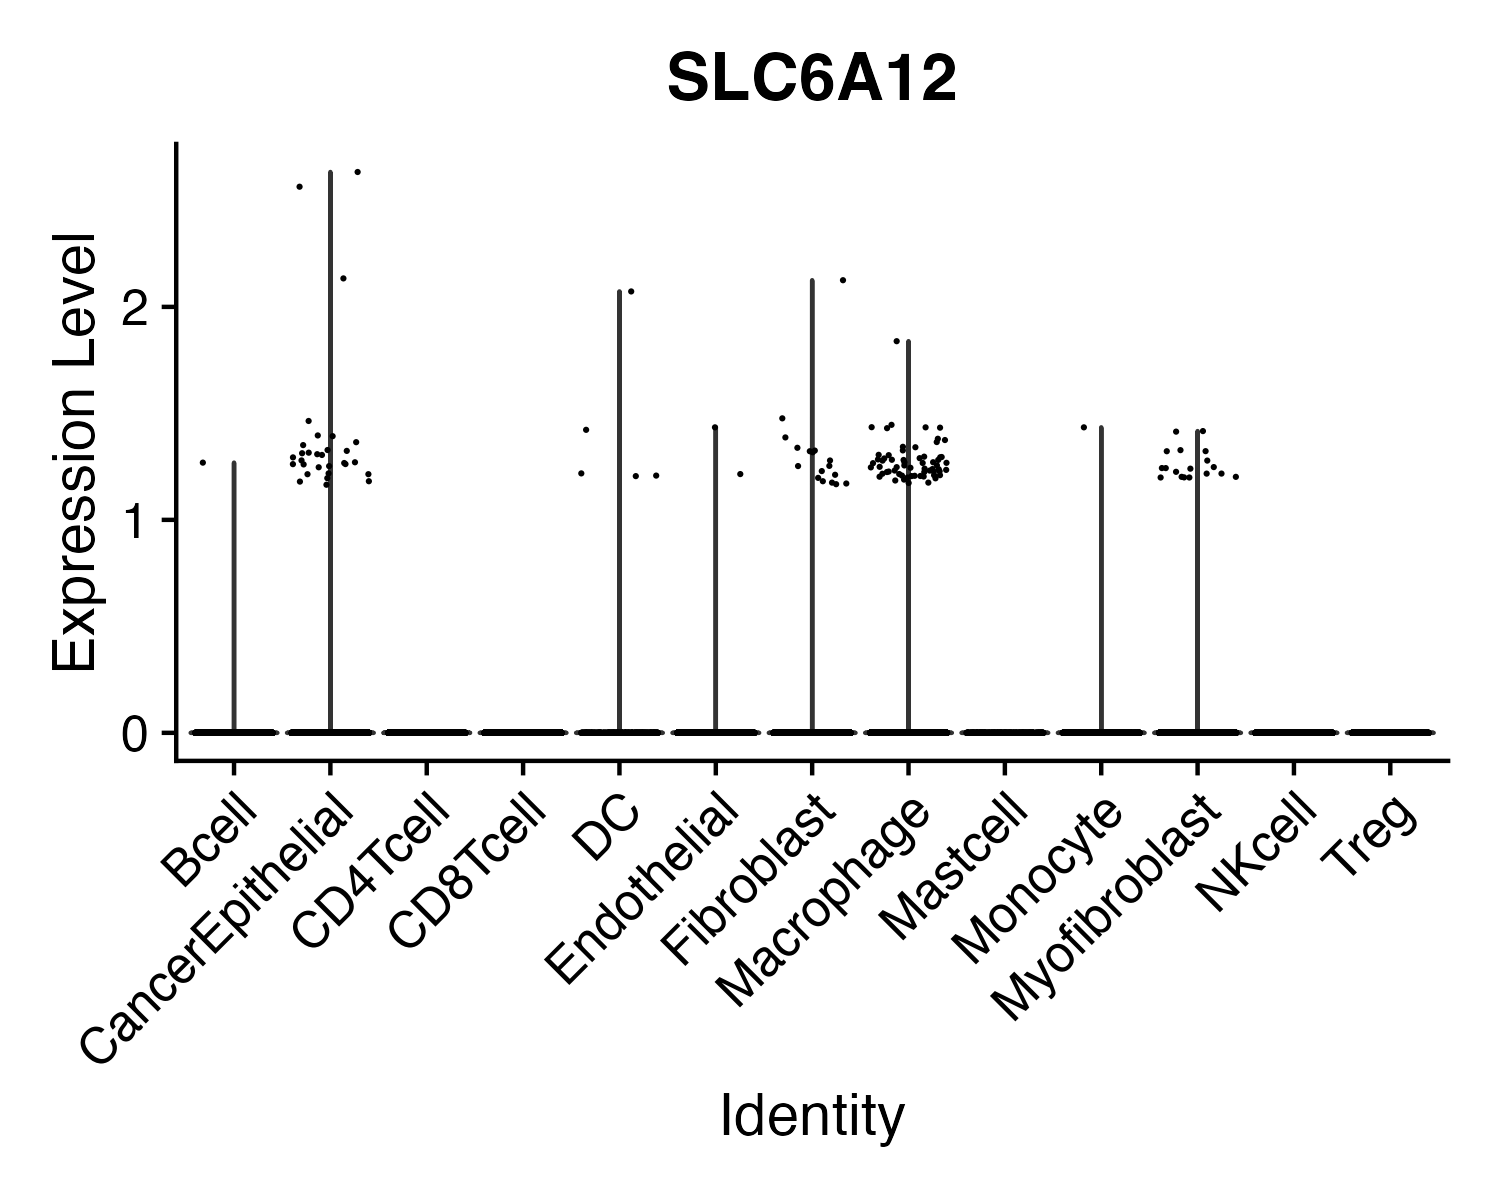 SLC6A12
Expression Level
2
1
0
Bcell
CancerEpithelial
CD4Tcell
CD8Tcell
DC
Endothelial
Fibroblast
Macrophage
Mastcell
Monocyte
Myofibroblast
NKcell
Treg
Identity